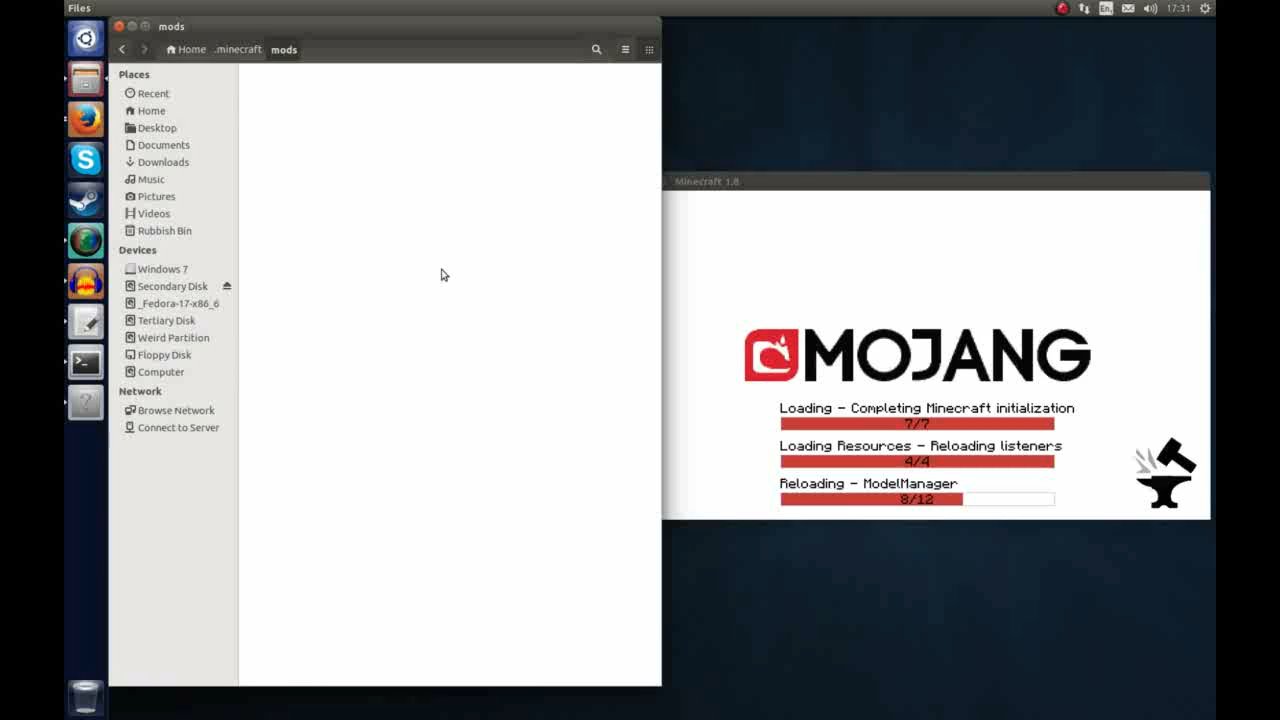 Files
En
17:31
mods
Home
.minecraft
mods
Places
Recent
Home
Desktop
Documents
Downloads
Music
Pictures
Videos
Rubbish Bin
Devices
Windows 7
Secondary Disk
_Fedora-17-x86_6
Tertiary Disk
Weird Partition
Floppy Disk
Computer
Network
Browse Network
Connect to Server
Minecraft 1.8
MOJANG
Loading - Completing Minecraft initialization
7/7
Loading Resources - Reloading listeners
4/4
Reloading - ModelManager
8/12